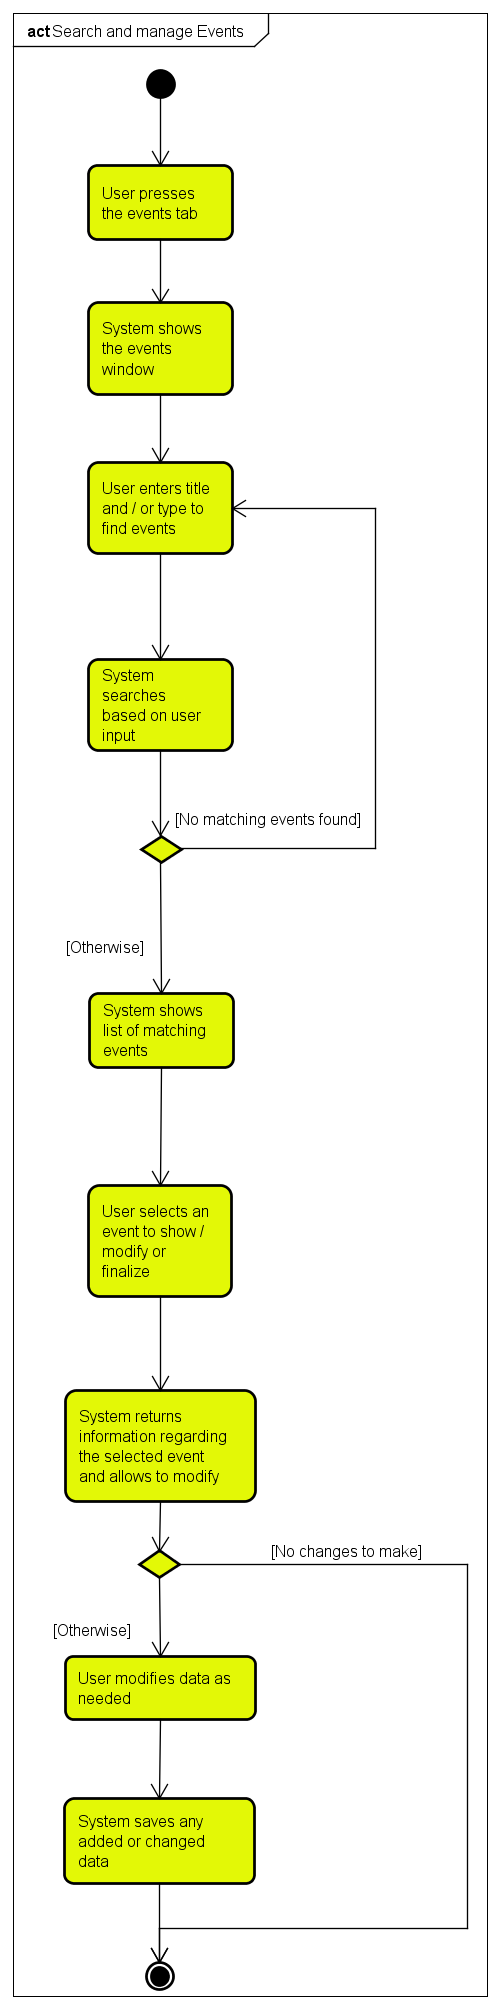 act Search and manage Events
User presses
the events tab
System shows
the events
window
User enters title
and / or type to
find events
System
searches
based on user
input
[No matching events found]
[Otherwise]
System shows
list of matching
events
User selects an
event to show /
modify or
finalize
System returns
information regarding
the selected event
and allows to modify
[No changes to make]
[Otherwise]
User modifies data as
needed
System saves any
added or changed
data